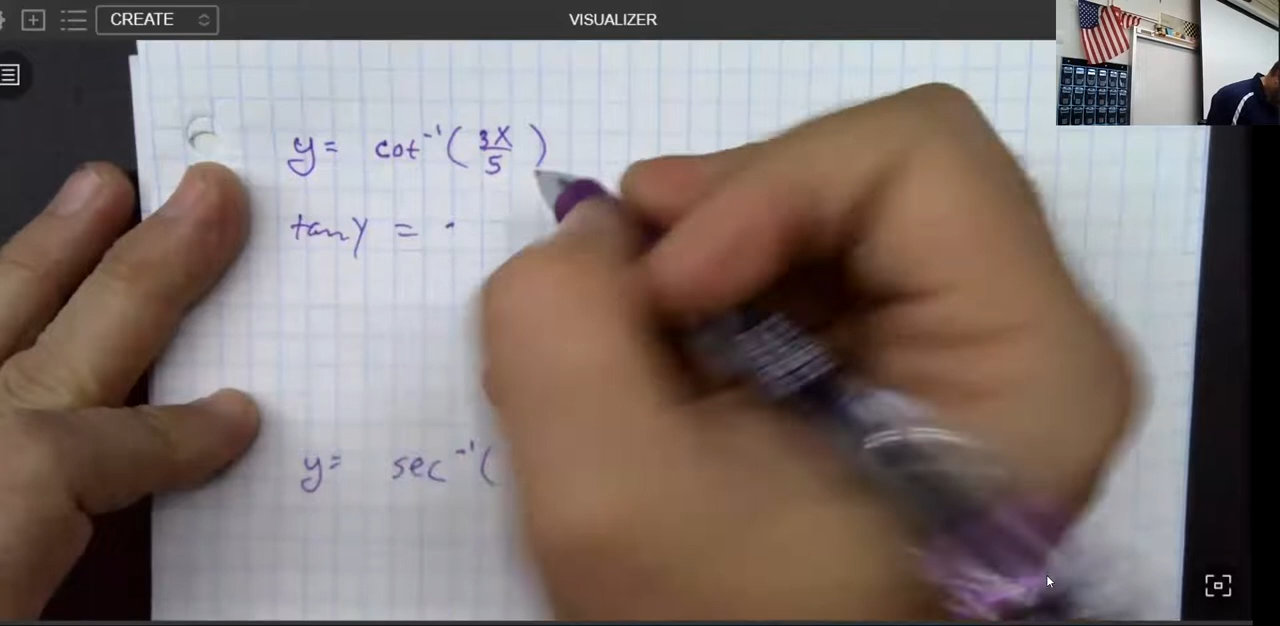 CREATE
VISUALIZER
y = cot⁻¹(3x/5)
tan y =
y = sec⁻¹(